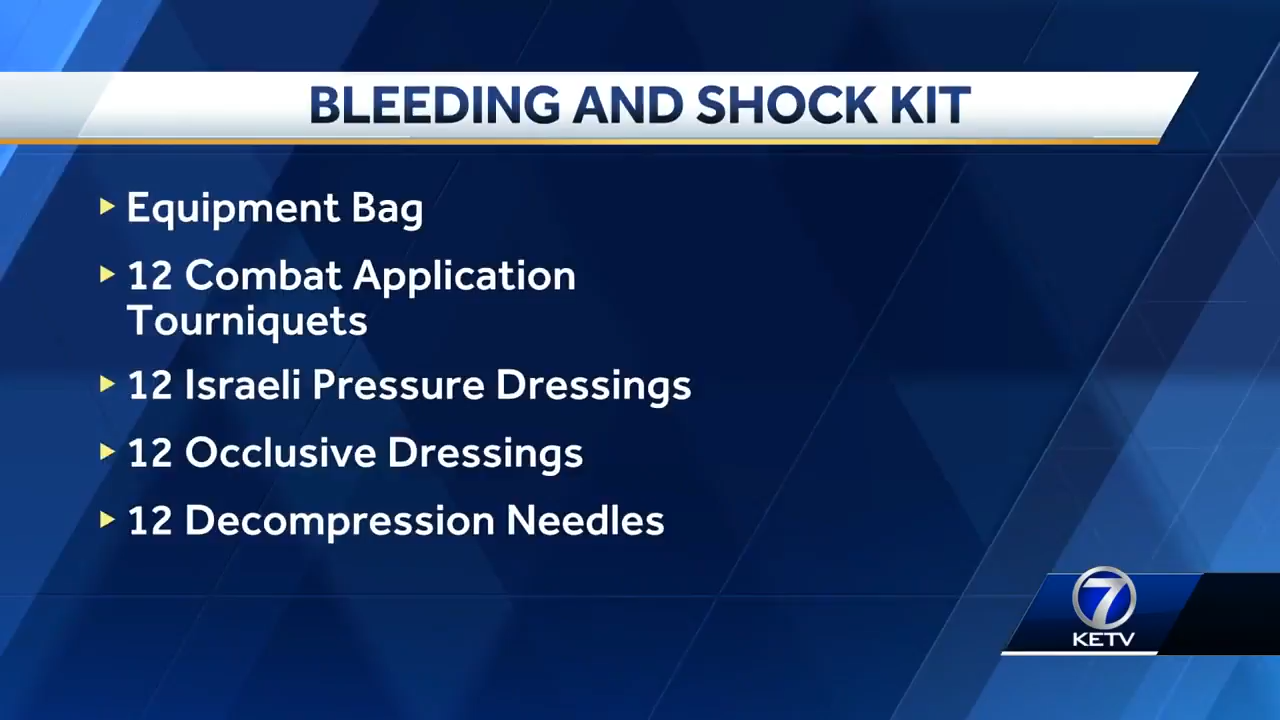 BLEEDING AND SHOCK KIT
Equipment Bag
12 Combat Application
Tourniquets
12 Israeli Pressure Dressings
12 Occlusive Dressings
12 Decompression Needles
7
KETV